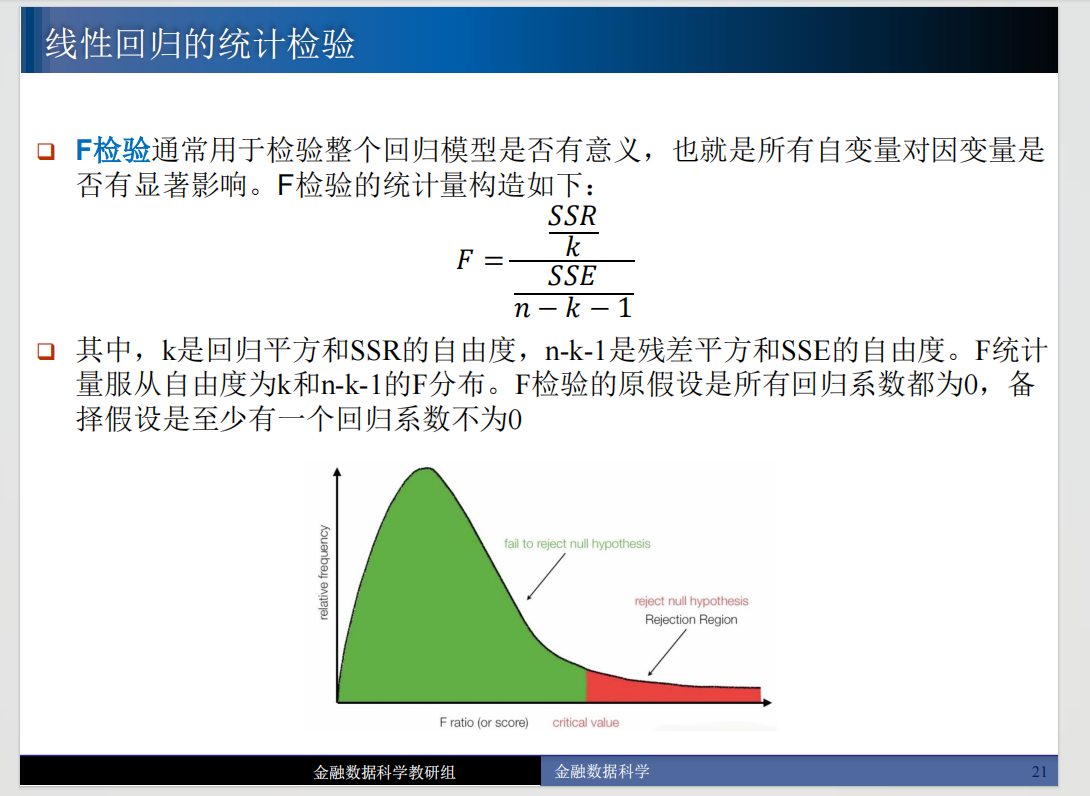 线性回归的统计检验
F检验通常用于检验整个回归模型是否有意义，也就是所有自变量对因变量是
否有显著影响。F检验的统计量构造如下：
SSR
k
F =
SSE
n − k − 1
其中，k是回归平方和SSR的自由度，n-k-1是残差平方和SSE的自由度。F统计
量服从自由度为k和n-k-1的F分布。F检验的原假设是所有回归系数都为0，备
择假设是至少有一个回归系数不为0
relative frequency
fail to reject null hypothesis
reject null hypothesis
Rejection Region
F ratio (or score)
critical value
金融数据科学教研组
金融数据科学
21